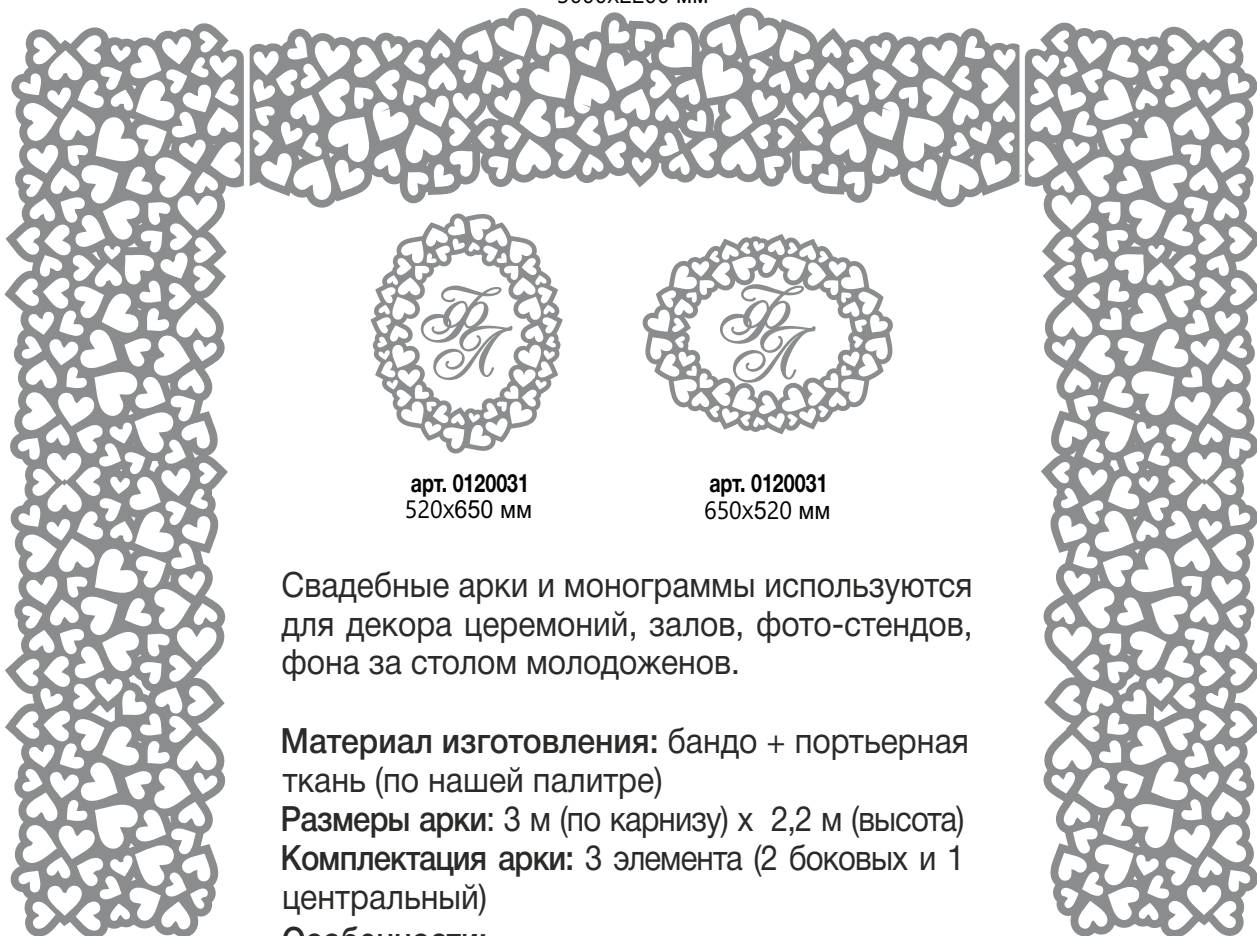 арт. 0120031
520х650 мм
арт. 0120031
650х520 мм
Свадебные арки и монограммы используются
для декора церемоний, залов, фото-стендов,
фона за столом молодоженов.
Материал изготовления: бандо + портьерная
ткань (по нашей палитре)
Размеры арки: 3 м (по карнизу) х 2,2 м (высота)
Комплектация арки: 3 элемента (2 боковых и 1
центральный)
Особенности: